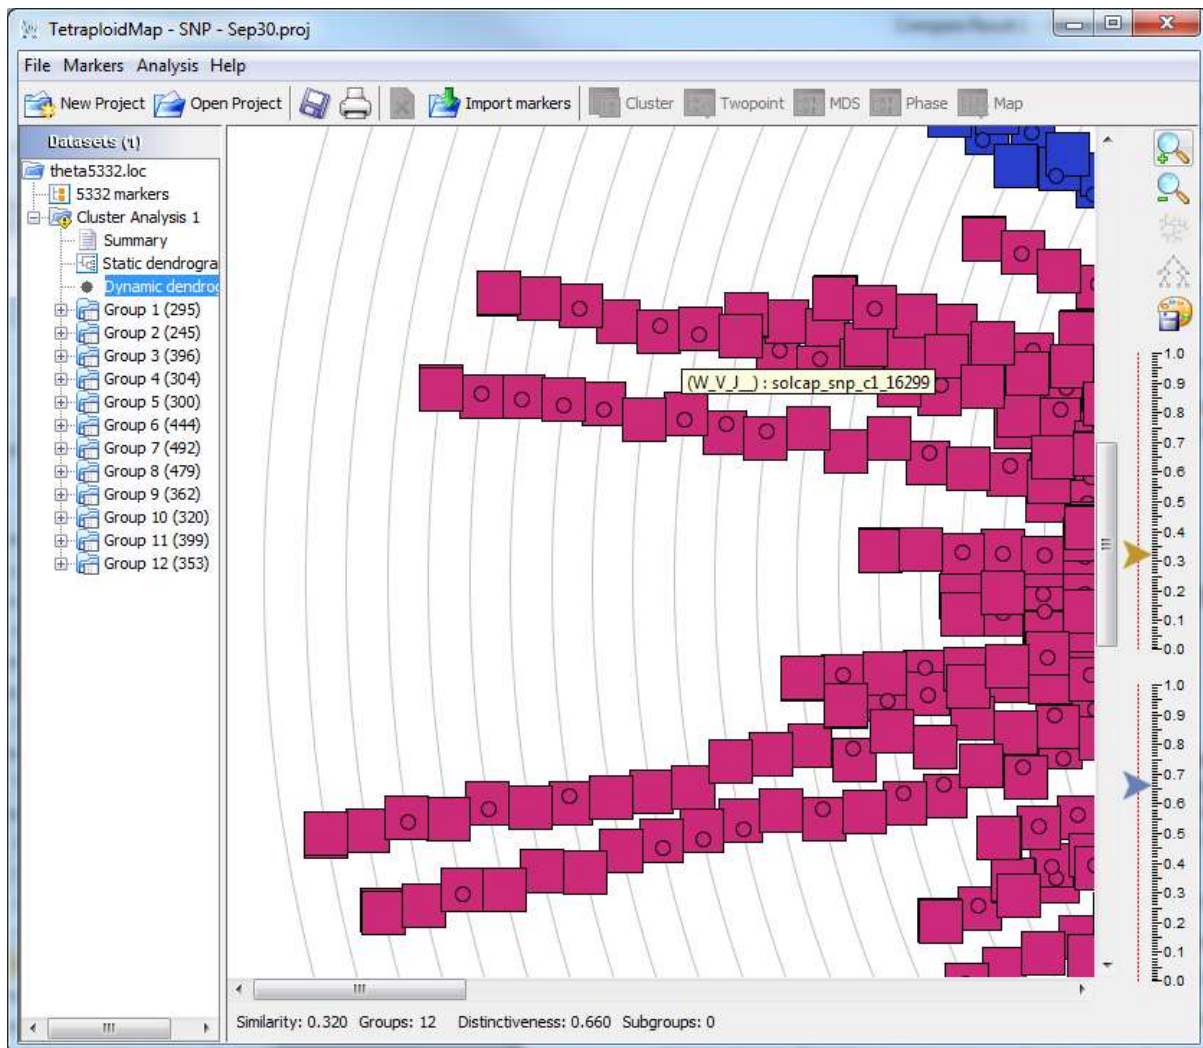 TetraploidMap - SNP - Sep30.proj
File Markers Analysis Help
New Project Open Project Import markers Cluster Twopoint MDS Phase Map
Datasets (1)
theta5332.loc
5332 markers
Cluster Analysis 1
Summary
Static dendrogra
Dynamic dendrog
Group 1 (295)
Group 2 (245)
Group 3 (396)
Group 4 (304)
Group 5 (300)
Group 6 (444)
Group 7 (492)
Group 8 (479)
Group 9 (362)
Group 10 (320)
Group 11 (399)
Group 12 (353)
(W_V_J__) : solcap_snp_c1_16299
1.0
0.9
0.8
0.7
0.6
0.5
0.4
0.3
0.2
0.1
0.0
1.0
0.9
0.8
0.7
0.6
0.5
0.4
0.3
0.2
0.1
0.0
Similarity: 0.320 Groups: 12 Distinctiveness: 0.660 Subgroups: 0